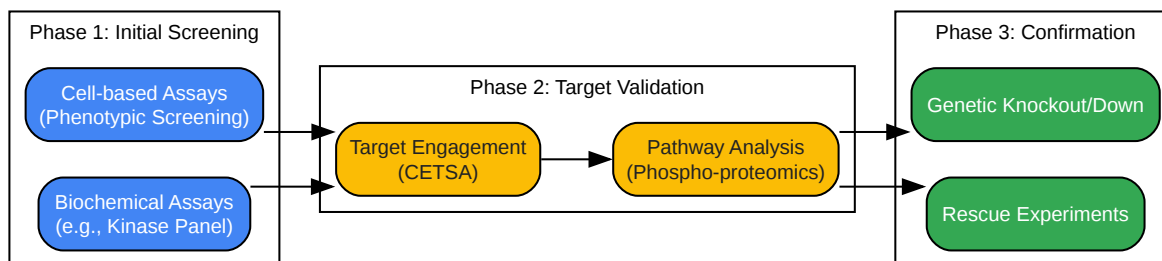 Phase 1: Initial Screening
Cell-based Assays
(Phenotypic Screening)
Biochemical Assays
(e.g., Kinase Panel)
Phase 2: Target Validation
Target Engagement
(CETSA)
Pathway Analysis
(Phospho-proteomics)
Phase 3: Confirmation
Genetic Knockout/Down
Rescue Experiments